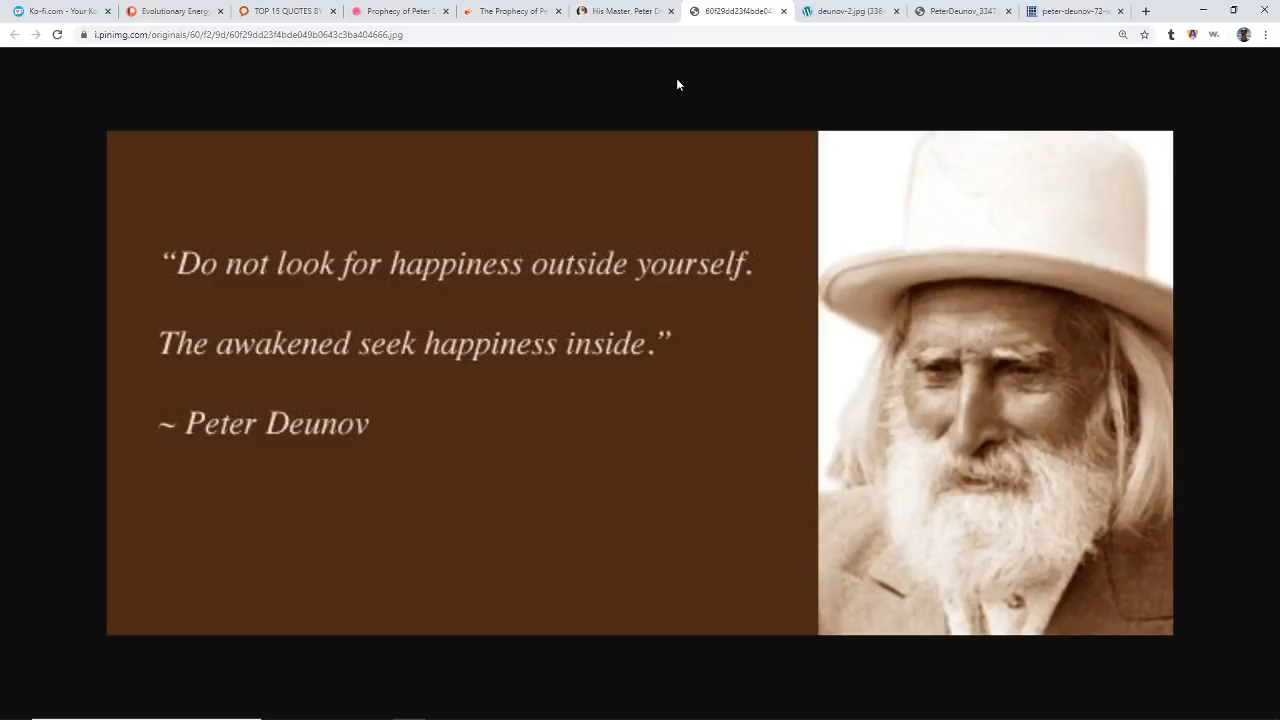 Ko-fi.com - Your Ko
Evolutionary Energy
TOP 15 QUOTES BY
Prophecy of Peter D
The Prophecy of Pe
His Master, Peter D
60f29dd23f4bde04
deunov-2.jpg (336
PeterDeunov_3347
peter-deunov-72-
i.pinimg.com/originals/60/f2/9d/60f29dd23f4bde049b0643c3ba404666.jpg
“Do not look for happiness outside yourself.
The awakened seek happiness inside.”
~ Peter Deunov